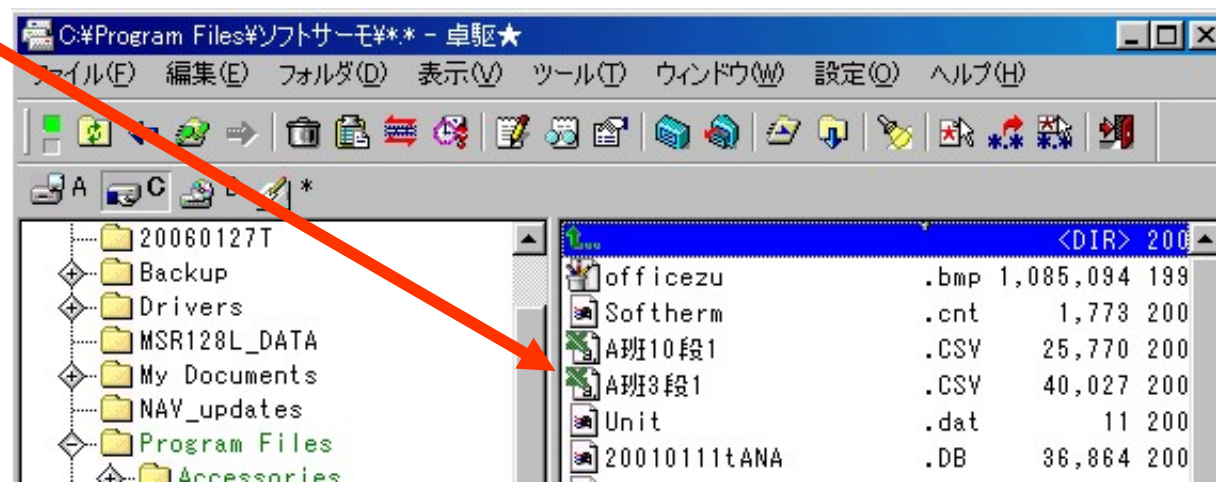 C:¥Program Files¥ソフトサーモ¥*.* - 卓駆★
ファイル(F) 編集(E) フォルダ(D) 表示(V) ツール(T) ウィンドウ(W) 設定(O) ヘルプ(H)
A C D *
20060127T
Backup
Drivers
MSR128L_DATA
My Documents
NAV_updates
Program Files
Accessories
<DIR> 200
officezu .bmp 1,085,094 199
Softherm .cnt 1,773 200
A班10段1 .CSV 25,770 200
A班3段1 .CSV 40,027 200
Unit .dat 11 200
20010111tANA .DB 36,864 200